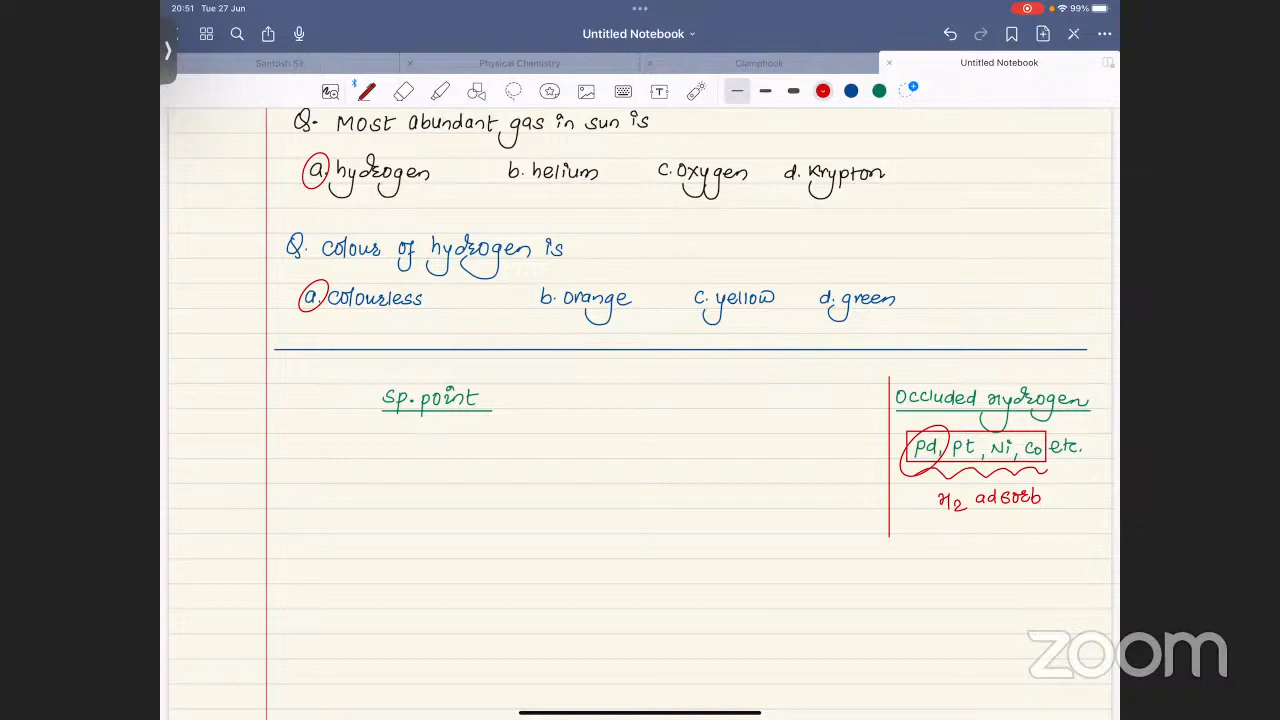 20:51 Tue 27 Jun
99%
Untitled Notebook
Santosh Sir
Physical Chemistry
Clamphook
Untitled Notebook
Q. Most abundant gas in sun is
a. hydrogen b. helium c. Oxygen d. Krypton
Q. Colour of hydrogen is
a. Colourless b. Orange c. yellow d. green
Sp. point
Occluded Hydrogen
Pd, Pt, Ni, Co etc.
H2 adsorb
zoom